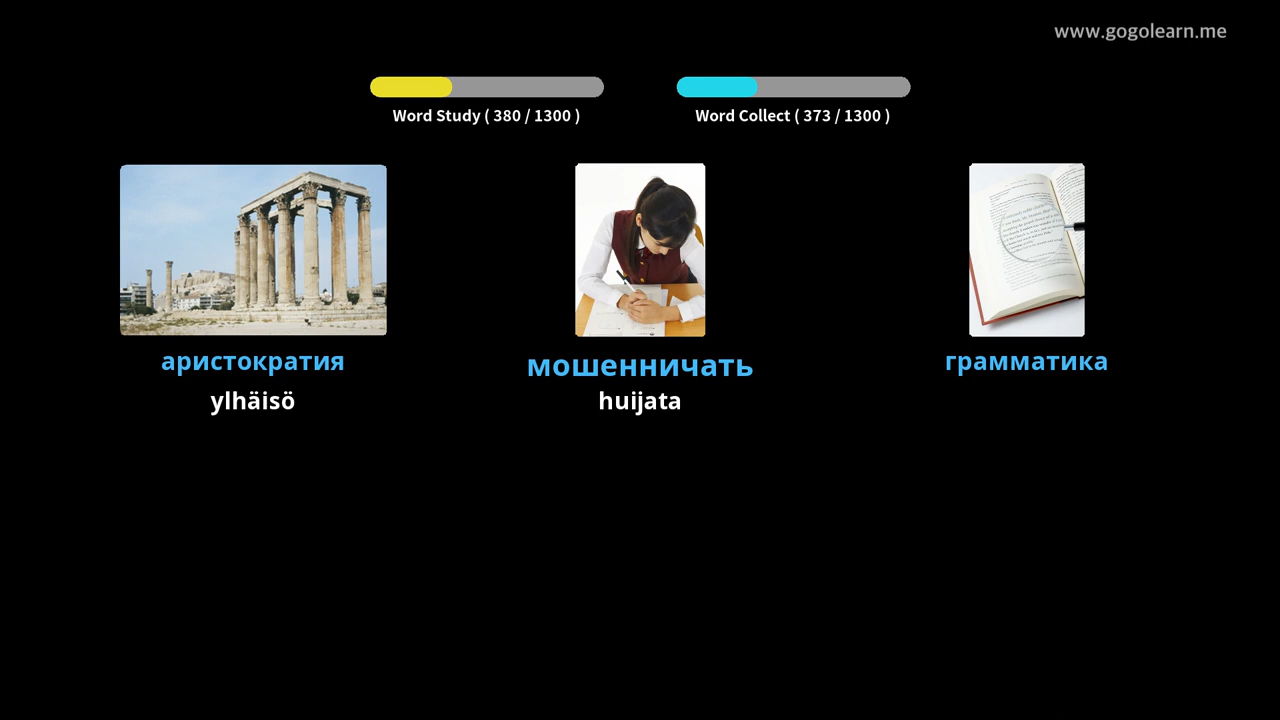 www.gogolearn.me
Word Study ( 380 / 1300 )
Word Collect ( 373 / 1300 )
аристократия
мошенничать
грамматика
ylhäisö
huijata